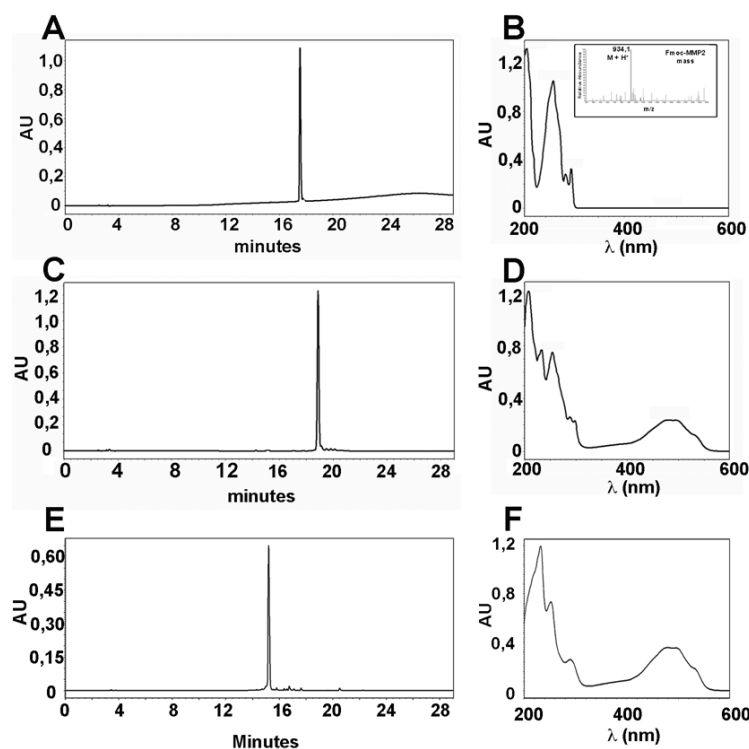 A
AU
1,0
0,8
0,6
0,4
0,2
0
0 4 8 12 16 20 24 28
minutes
B
AU
1,2
0,8
0,4
0
200 400 600
λ (nm)
934,1
M + H⁺
Fmoc-MMP2
mass
Relative Abundance
m/z
C
AU
1,2
1,0
0,8
0,6
0,4
0,2
0
0 4 8 12 16 20 24 28
minutes
D
AU
1,2
0,8
0,4
0
200 400 600
λ (nm)
E
AU
0,60
0,45
0,30
0,15
0
0 4 8 12 16 20 24 28
Minutes
F
AU
1,2
0,8
0,4
0
200 400 600
λ (nm)